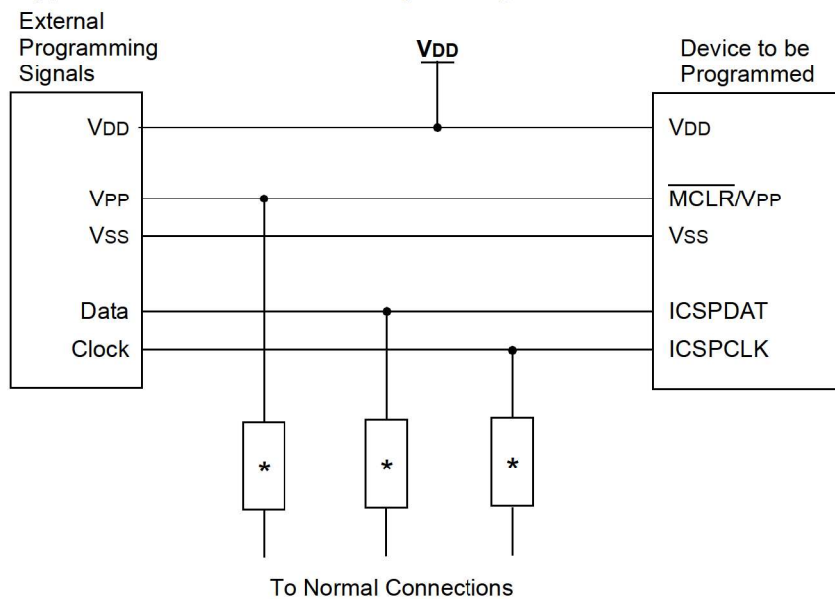 External
Programming
Signals
VDD
Device to be
Programmed
VDD
VPP
VSS
Data
Clock
VDD
MCLR/VPP
VSS
ICSPDAT
ICSPCLK
*
*
*
To Normal Connections